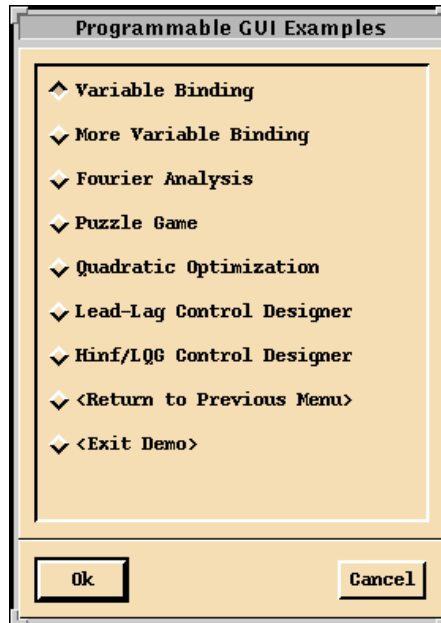 Programmable GUI Examples
Variable Binding
More Variable Binding
Fourier Analysis
Puzzle Game
Quadratic Optimization
Lead-Lag Control Designer
Hinf/LQG Control Designer
<Return to Previous Menu>
<Exit Demo>
Ok
Cancel